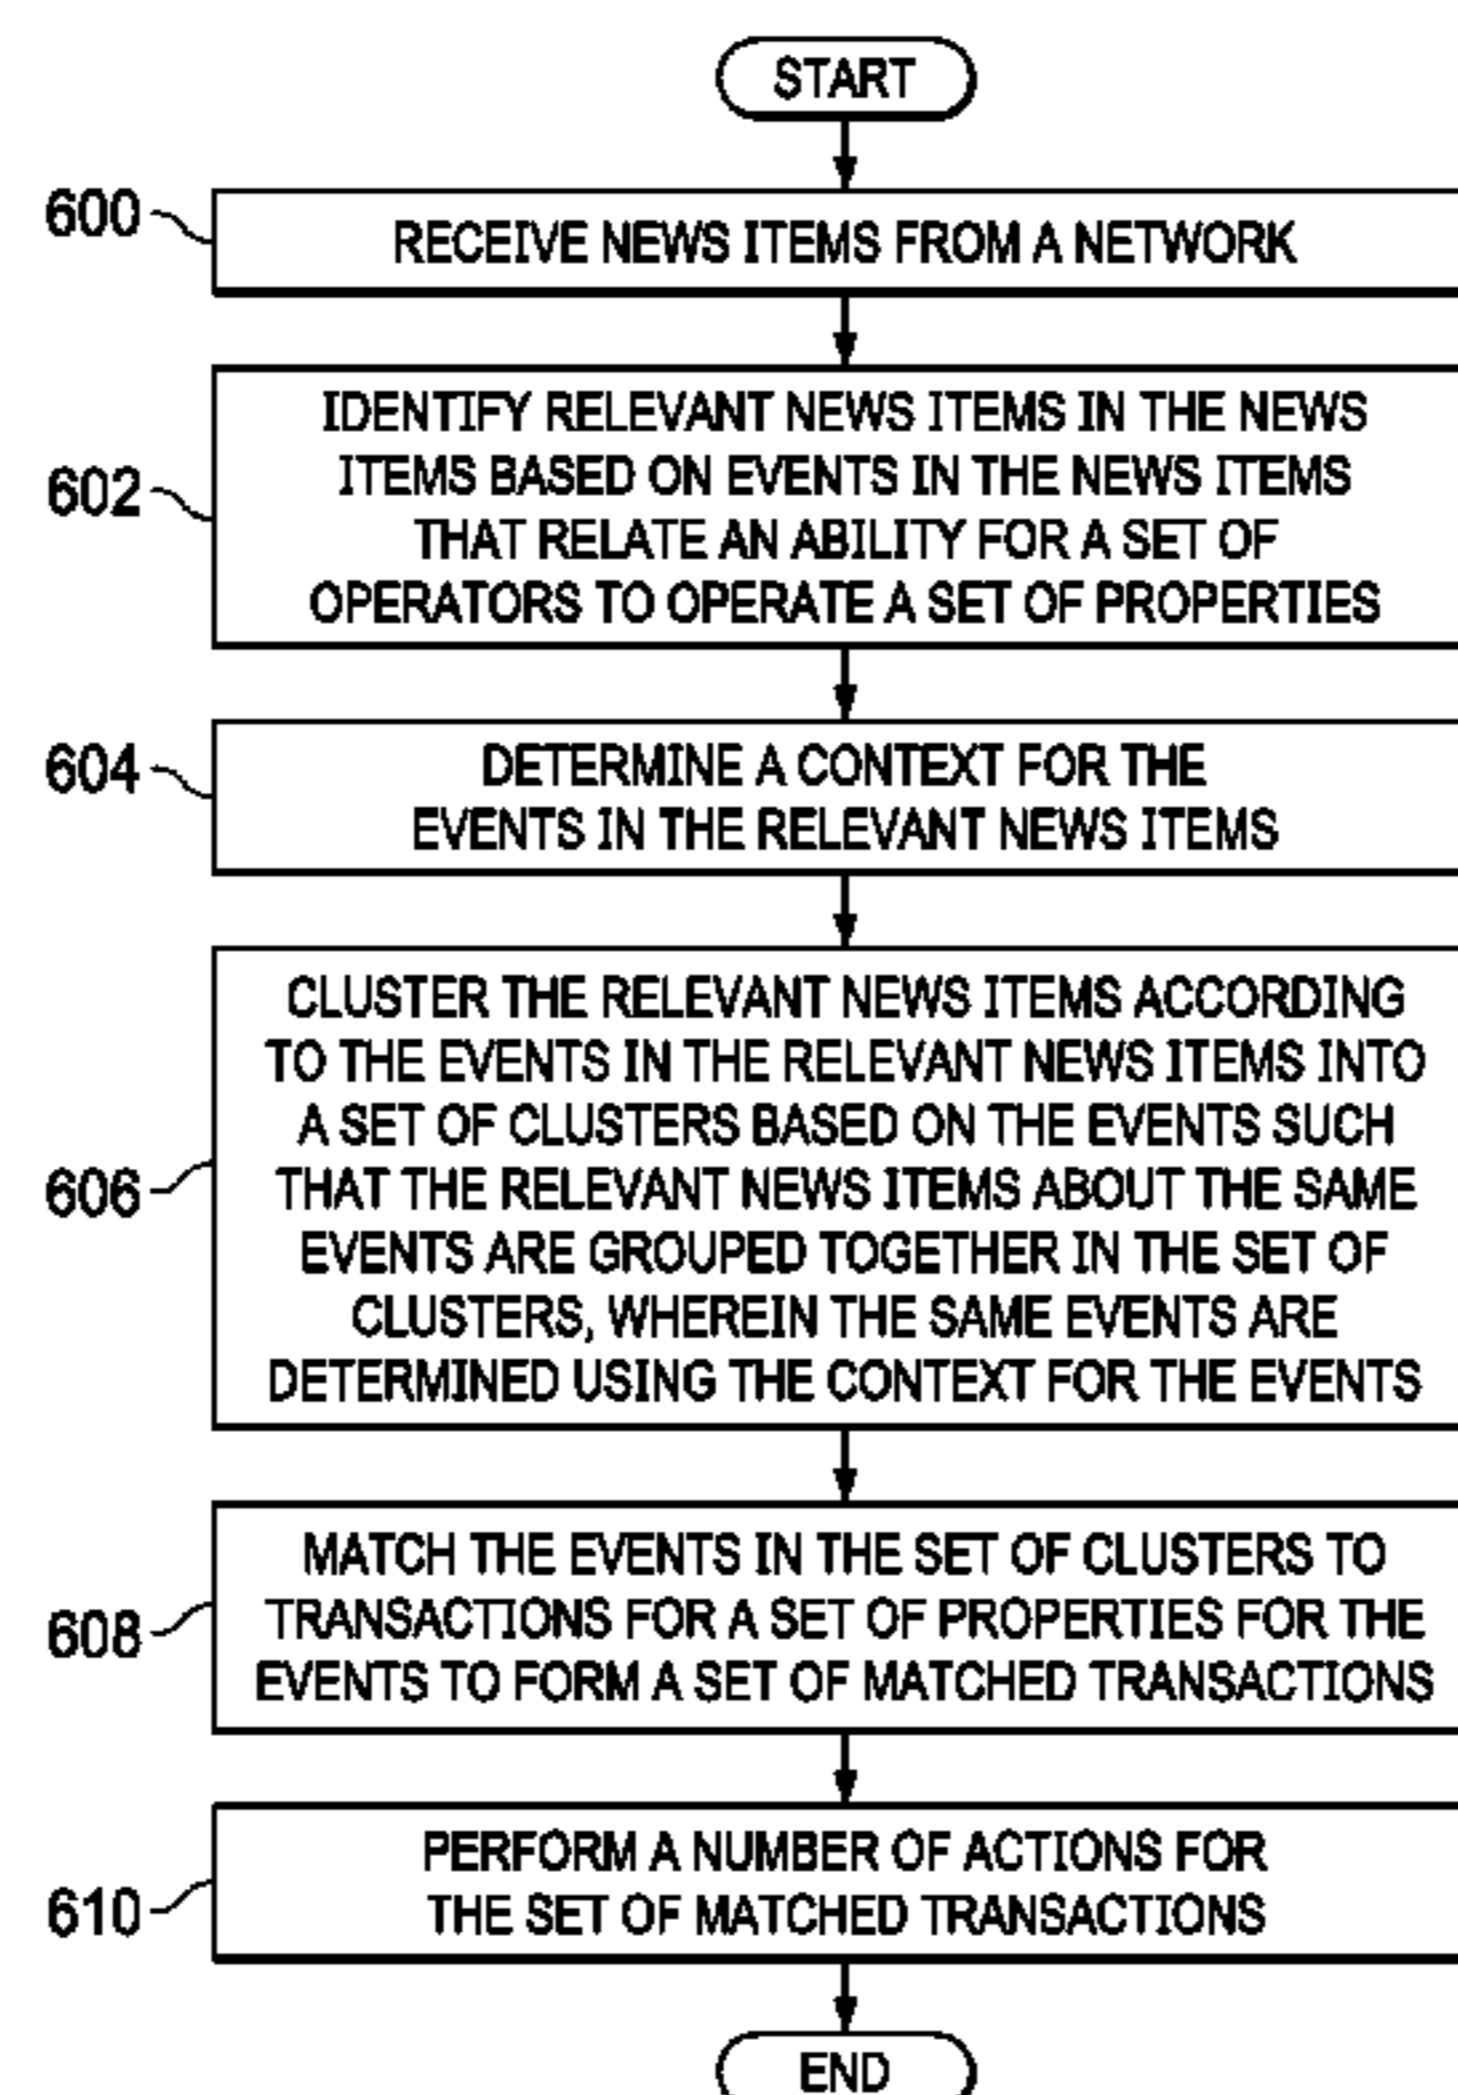 START
600
RECEIVE NEWS ITEMS FROM A NETWORK
602
IDENTIFY RELEVANT NEWS ITEMS IN THE NEWS
ITEMS BASED ON EVENTS IN THE NEWS ITEMS
THAT RELATE AN ABILITY FOR A SET OF
OPERATORS TO OPERATE A SET OF PROPERTIES
604
DETERMINE A CONTEXT FOR THE
EVENTS IN THE RELEVANT NEWS ITEMS
606
CLUSTER THE RELEVANT NEWS ITEMS ACCORDING
TO THE EVENTS IN THE RELEVANT NEWS ITEMS INTO
A SET OF CLUSTERS BASED ON THE EVENTS SUCH
THAT THE RELEVANT NEWS ITEMS ABOUT THE SAME
EVENTS ARE GROUPED TOGETHER IN THE SET OF
CLUSTERS, WHEREIN THE SAME EVENTS ARE
DETERMINED USING THE CONTEXT FOR THE EVENTS
608
MATCH THE EVENTS IN THE SET OF CLUSTERS TO
TRANSACTIONS FOR A SET OF PROPERTIES FOR THE
EVENTS TO FORM A SET OF MATCHED TRANSACTIONS
610
PERFORM A NUMBER OF ACTIONS FOR
THE SET OF MATCHED TRANSACTIONS
END